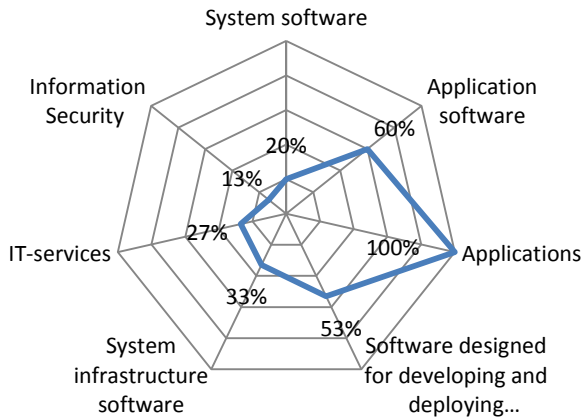 System software
Information
Security
Application
software
60%
20%
13%
IT-services
27%
100%
Applications
33%
53%
System
infrastructure
software
Software designed
for developing and
deploying…